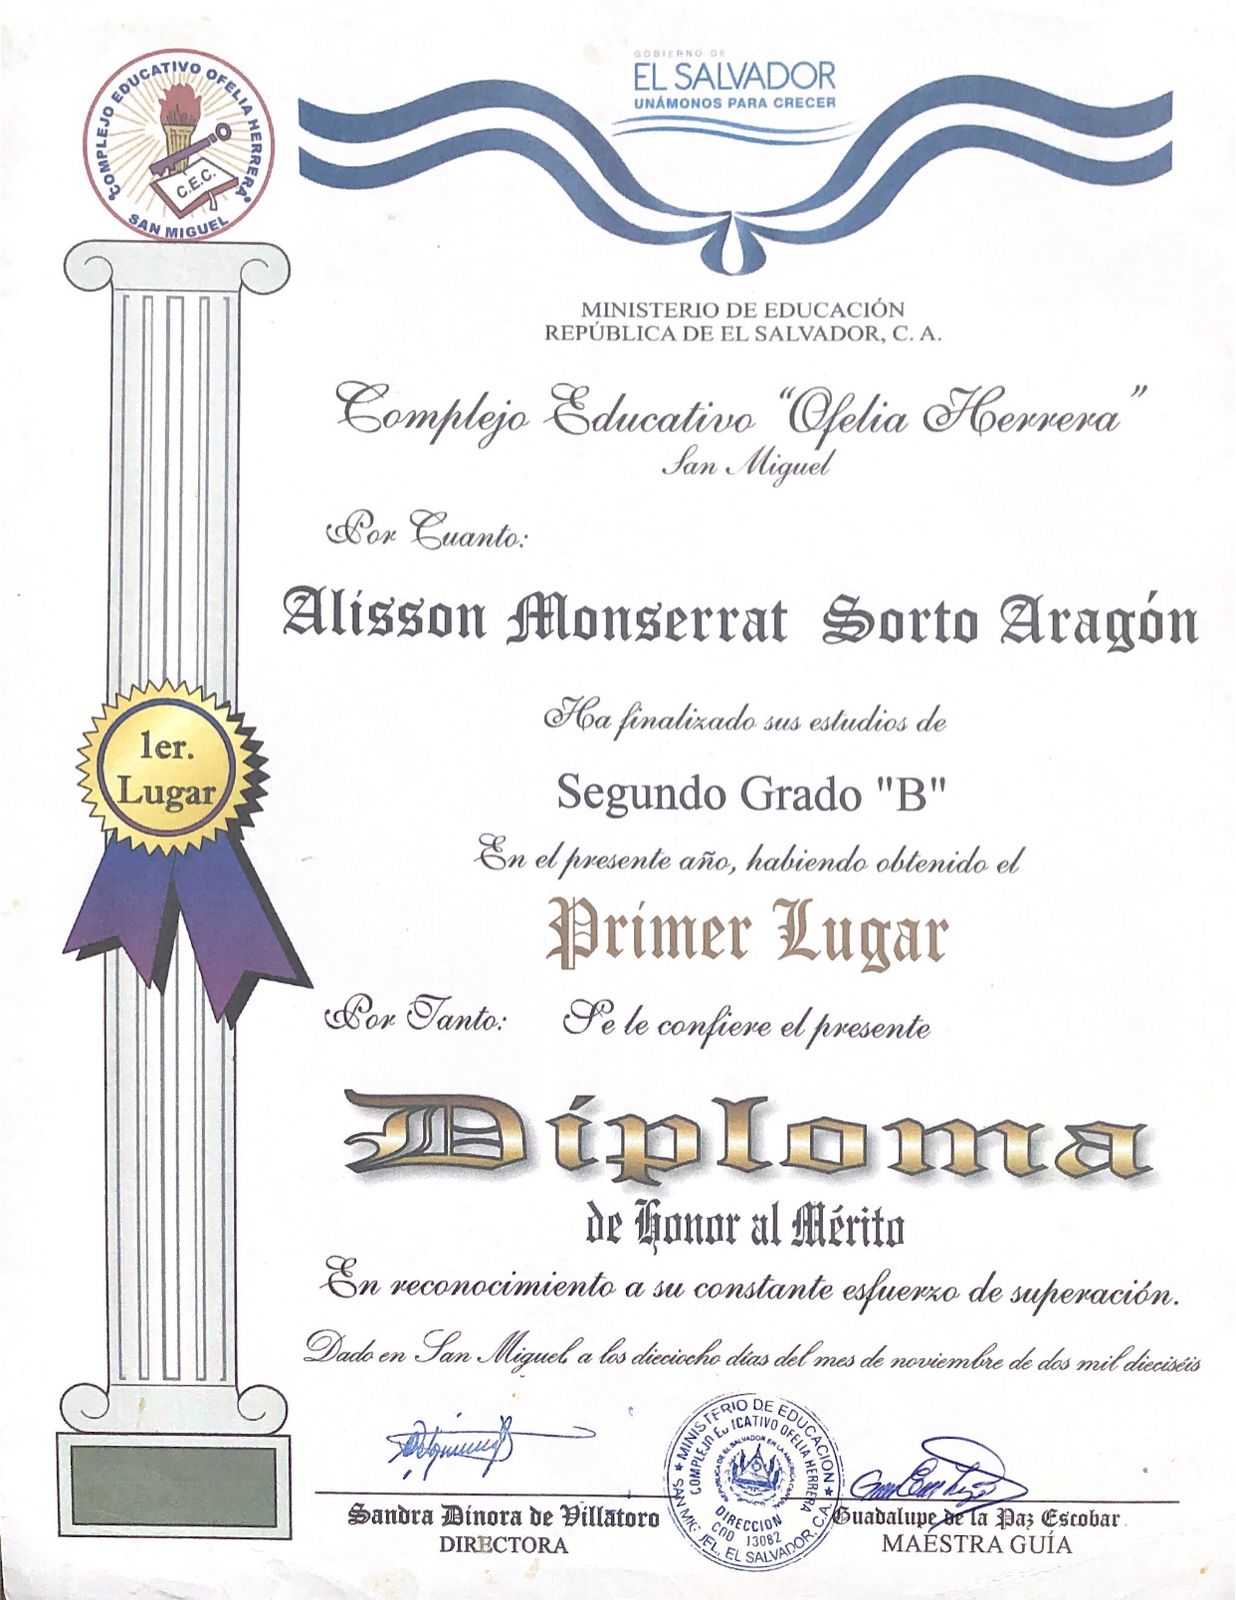 COMPLEJO EDUCATIVO OFELIA HERRERA
C.E.C.
SAN MIGUEL
GOBIERNO DE
EL SALVADOR
UNÁMONOS PARA CRECER
MINISTERIO DE EDUCACIÓN
REPÚBLICA DE EL SALVADOR, C. A.
Complejo Educativo "Ofelia Herrera"
San Miguel
Por Cuanto:
Alisson Monserrat Sorto Aragón
Ha finalizado sus estudios de
Segundo Grado "B"
1er.
Lugar
En el presente año, habiendo obtenido el
Primer Lugar
Por Tanto: Se le confiere el presente
Diploma
de Honor al Mérito
En reconocimiento a su constante esfuerzo de superación.
Dado en San Miguel, a los dieciocho días del mes de noviembre de dos mil dieciséis
MINISTERIO DE EDUCACION
COMPLEJO EDUCATIVO OFELIA HERRERA
REPUBLICA DE EL SALVADOR EN LA AMERICA CENTRAL
DIRECCION
COD 13082
SAN MIGUEL, EL SALVADOR, C.A.
Sandra Dinora de Villatoro
DIRECTORA
Guadalupe de la Paz Escobar
MAESTRA GUÍA